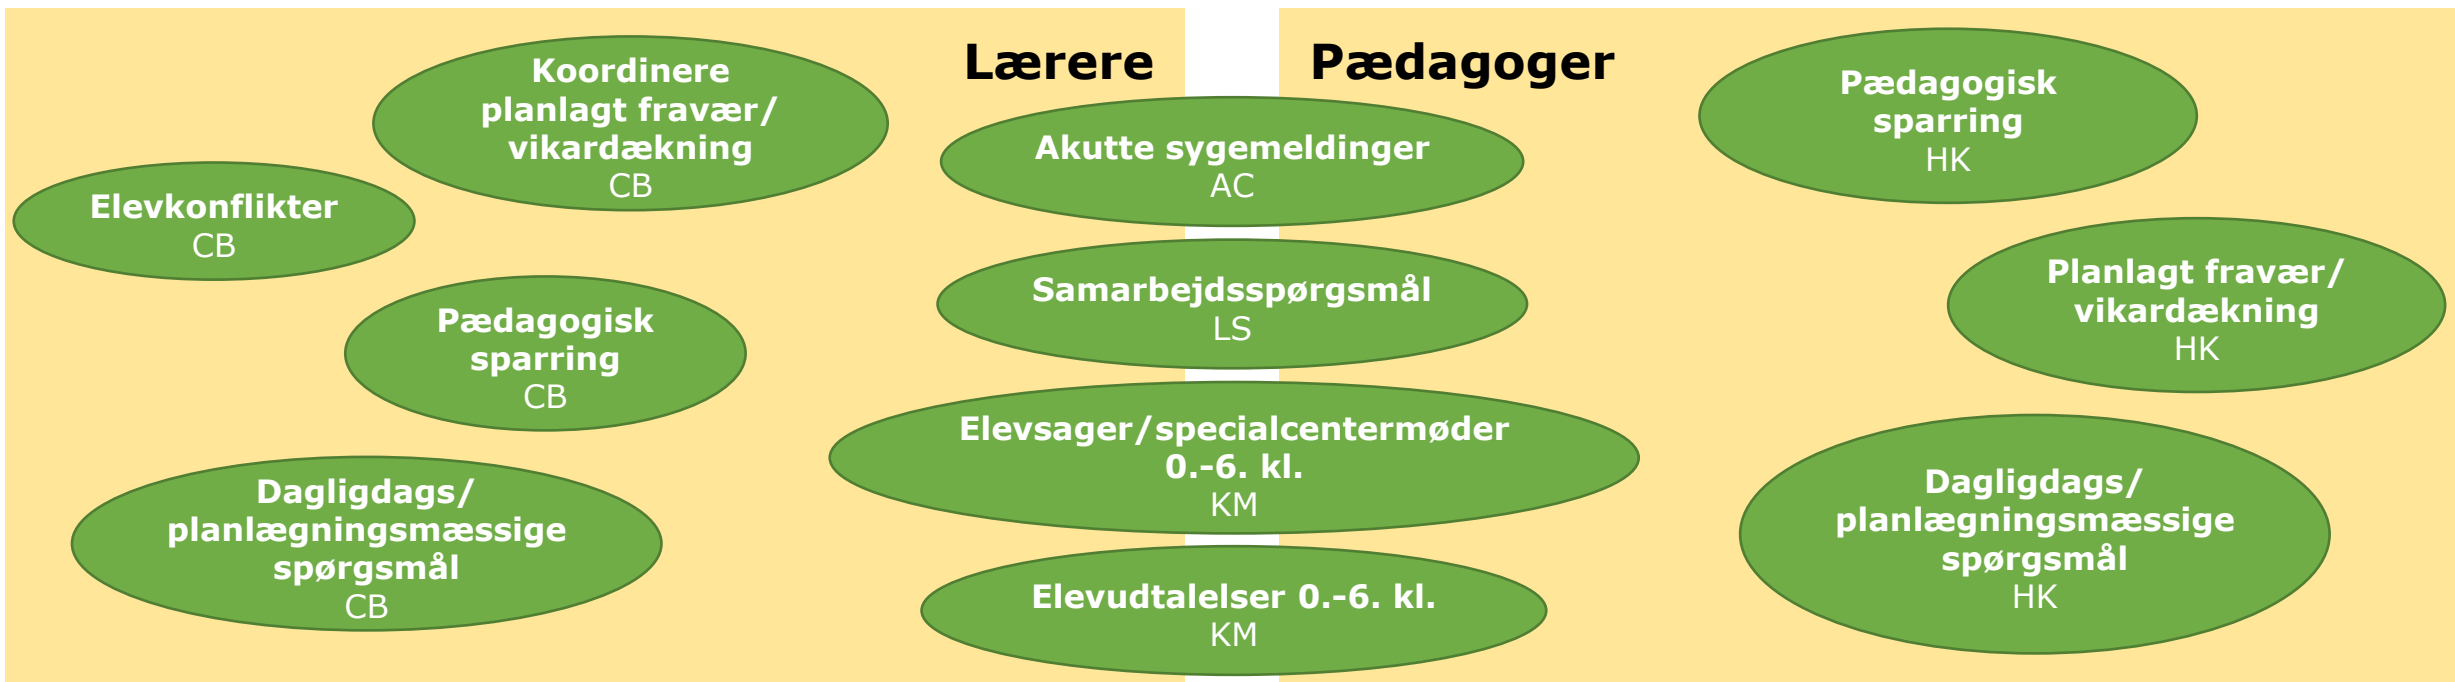 Lærere
Koordinere
planlagt fravær/
vikardækning
CB
Elevkonflikter
CB
Pædagogisk
sparring
CB
Dagligdags/
planlægningsmæssige
spørgsmål
CB
Akutte sygemeldinger
AC
Samarbejdsspørgsmål
LS
Elevsager/specialcentermøder
0.-6. kl.
KM
Elevudtalelser 0.-6. kl.
KM
Pædagoger
Pædagogisk
sparring
HK
Planlagt fravær/
vikardækning
HK
Dagligdags/
planlægningsmæssige
spørgsmål
HK